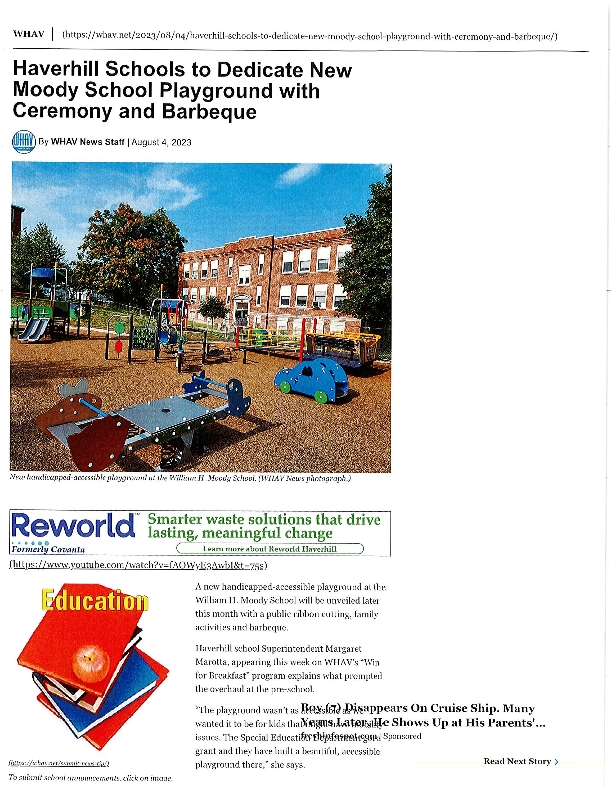 WHAV | (https://whav.net/2023/08/04/haverhill-schools-to-dedicate-new-moody-school-playground-with-ceremony-and-barbeque/)
Haverhill Schools to Dedicate New
Moody School Playground with
Ceremony and Barbeque
WHAV By WHAV News Staff | August 4, 2023
New handicapped-accessible playground at the William H. Moody School. (WHAV News photograph.)
Reworld™
Formerly Covanta
Smarter waste solutions that drive
lasting, meaningful change
Learn more about Reworld Haverhill
(https://www.youtube.com/watch?v=fAOWyE3AwbI&t=75s)
Education
A new handicapped-accessible playground at the
William H. Moody School will be unveiled later
this month with a public ribbon cutting, family
activities and barbeque.
Haverhill school Superintendent Margaret
Marotta, appearing this week on WHAV's "Win
for Breakfast" program explains what prompted
the overhaul at the pre-school.
"The playground wasn't as
wanted it to be for kids
issues. The Special Education
grant and they have built a beautiful, accessible
playground there," she says.
Boy (7) Disappears On Cruise Ship. Many
Years Later, He Shows Up at His Parents'...
Sponsored
Read Next Story >
(https://whav.net/submit-news-tip/)
To submit school announcements, click on image.